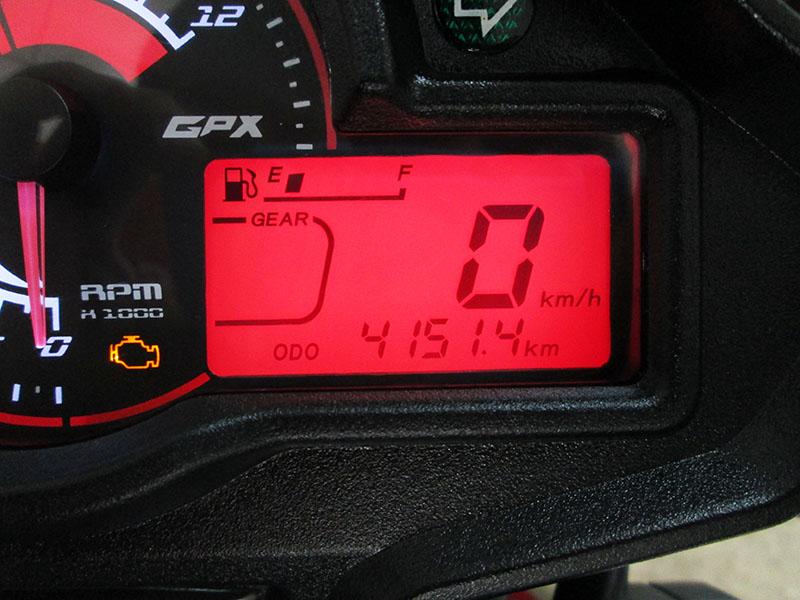 12
GPX
E F
GEAR
0 km/h
RPM
X 1000
0
ODO 4151.4 km